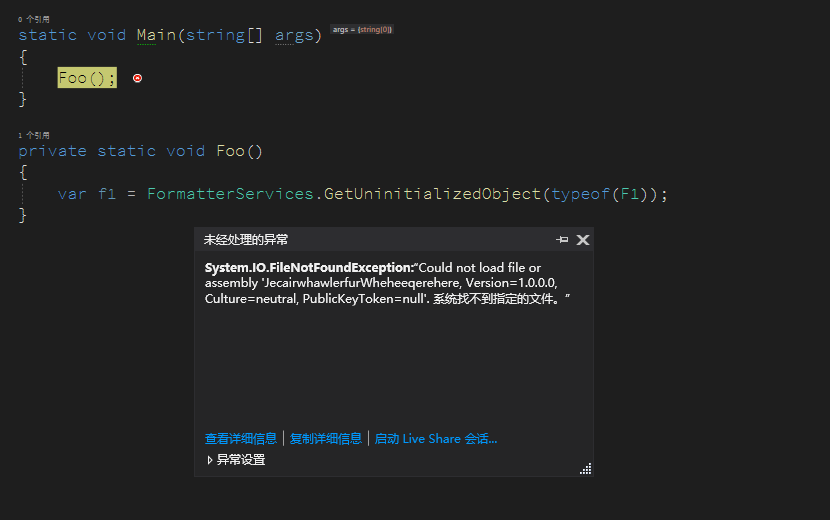 0 个引用
static void Main(string[] args) args = {string[0]}
{
Foo();
}
1 个引用
private static void Foo()
{
var f1 = FormatterServices.GetUninitializedObject(typeof(F1));
}
未经处理的异常
System.IO.FileNotFoundException:“Could not load file or
assembly 'JecairwhawlerfurWheheeqerehere, Version=1.0.0.0,
Culture=neutral, PublicKeyToken=null'. 系统找不到指定的文件。”
查看详细信息 | 复制详细信息 | 启动 Live Share 会话...
异常设置